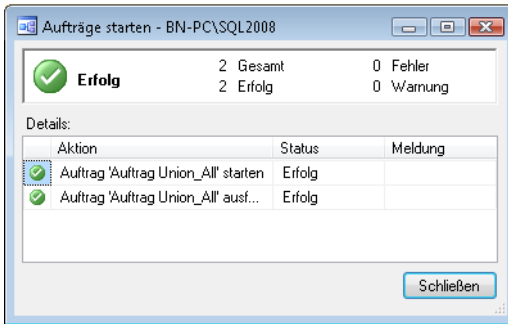 Aufträge starten - BN-PC\SQL2008
Erfolg
2 Gesamt 0 Fehler
2 Erfolg 0 Warnung
Details:
Aktion Status Meldung
Auftrag 'Auftrag Union_All' starten Erfolg
Auftrag 'Auftrag Union_All' ausf... Erfolg
Schließen